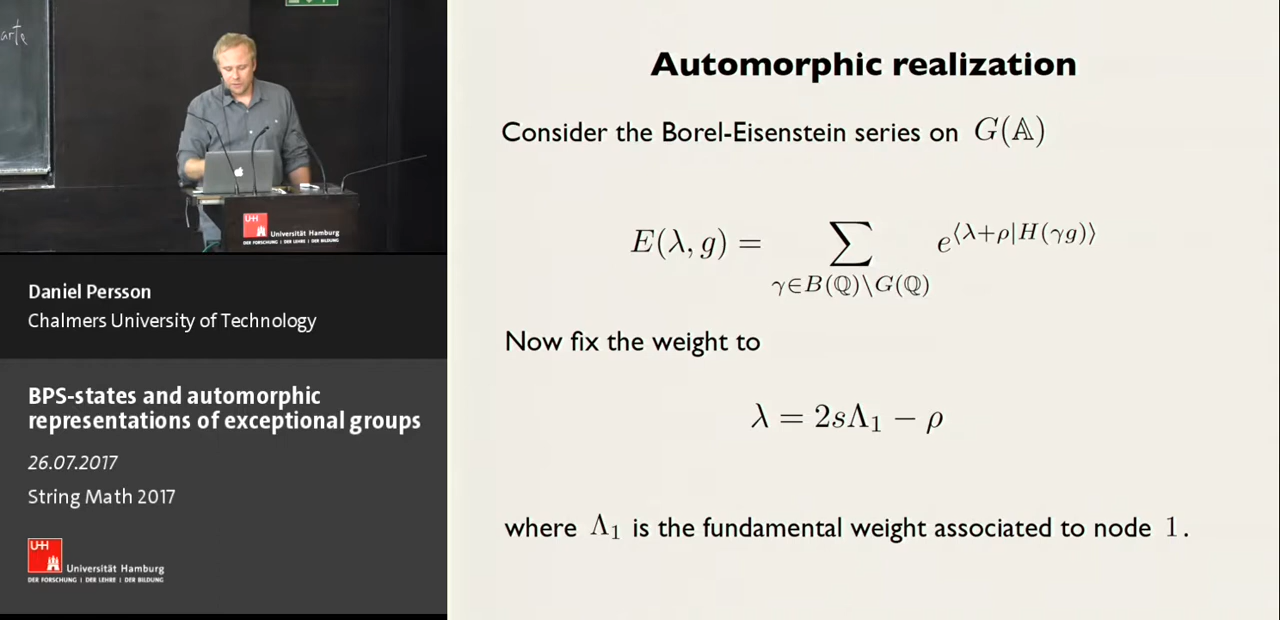 arte
UH
Universität Hamburg
DER FORSCHUNG | DER LEHRE | DER BILDUNG
Daniel Persson
Chalmers University of Technology
BPS-states and automorphic
representations of exceptional groups
26.07.2017
String Math 2017
UH
Universität Hamburg
DER FORSCHUNG | DER LEHRE | DER BILDUNG
Automorphic realization
Consider the Borel-Eisenstein series on G(𝔸)
E(λ, g) = ∑_{γ∈B(ℚ)\G(ℚ)} e^{⟨λ+ρ|H(γg)⟩}
Now fix the weight to
λ = 2sΛ₁ − ρ
where Λ₁ is the fundamental weight associated to node 1.